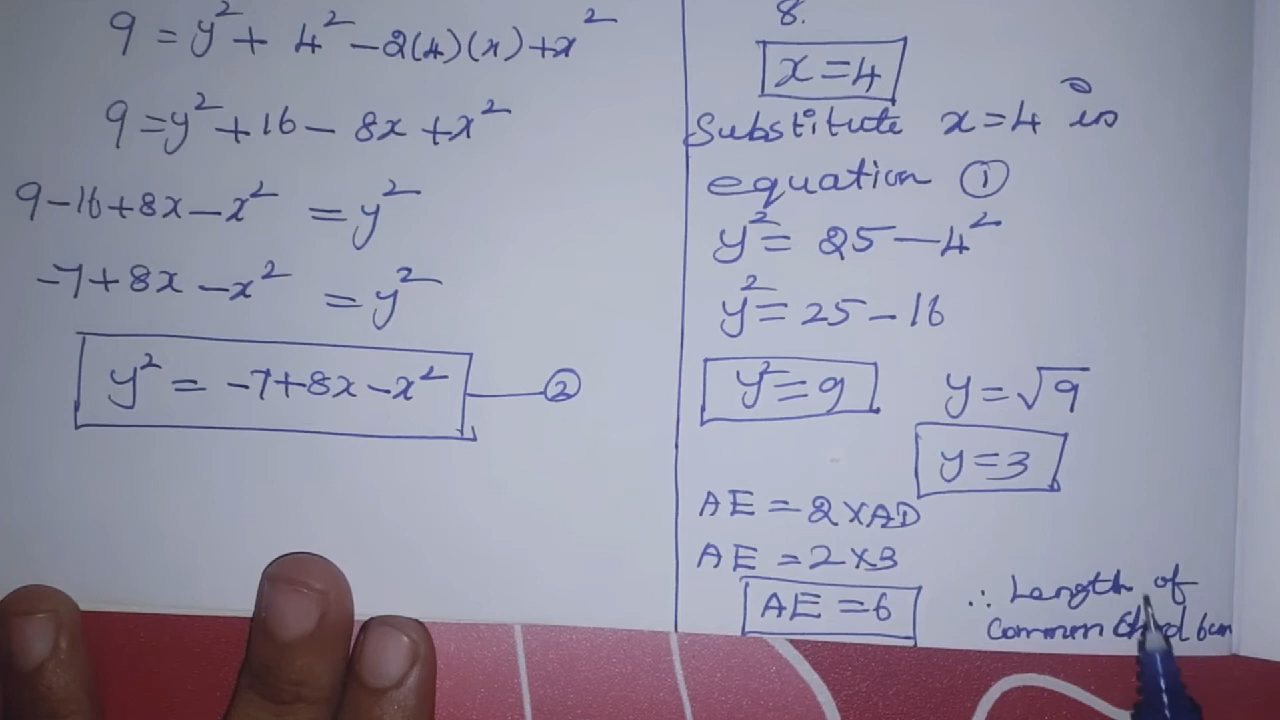 9 = y² + 4² - 2(4)(x) + x²
9 = y² + 16 - 8x + x²
9 - 16 + 8x - x² = y²
-7 + 8x - x² = y²
y² = -7 + 8x - x² — ②
8.
x = 4
Substitute x = 4 in
equation ①
y² = 25 - 4²
y² = 25 - 16
y² = 9 y = √9
y = 3
AE = 2 × AD
AE = 2 × 3
AE = 6
∴ Length of
Common Chord 6cm